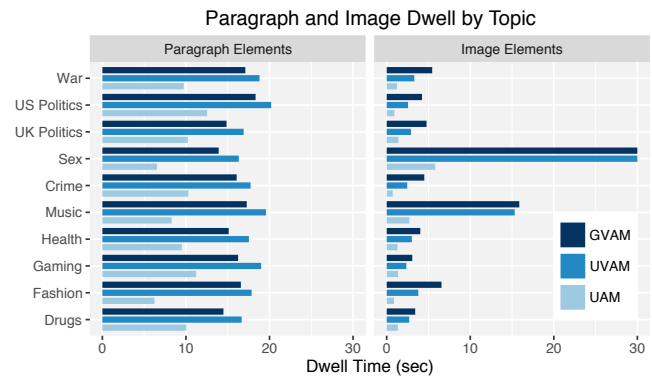 Paragraph and Image Dwell by Topic
Paragraph Elements
Image Elements
War
US Politics
UK Politics
Sex
Crime
Music
Health
Gaming
Fashion
Drugs
GVAM
UVAM
UAM
0 10 20 30 0 10 20 30
Dwell Time (sec)